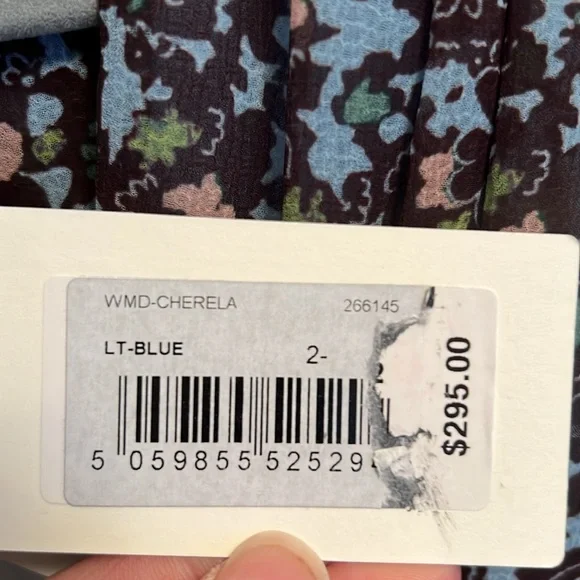 WMD-CHERELA 266145
LT-BLUE 2-
5 059855 52529
$295.00